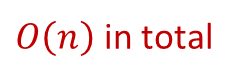 O(n) in total